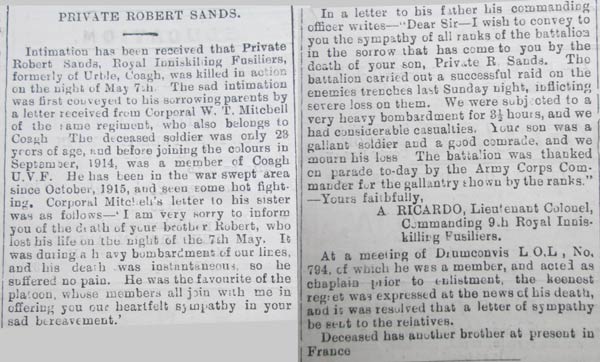 PRIVATE ROBERT SANDS.
Intimation has been received that Private
Robert Sands, Royal Inniskilling Fusiliers,
formerly of Urble, Coagh, was killed in action
on the night of May 7th. The sad intimation
was first conveyed to his sorrowing parents by
a letter received from Corporal W. T. Mitchell
of the same regiment, who also belongs to
Coagh The deceased soldier was only 23
years of age, and before joining the colours in
September, 1914, was a member of Coagh
U.V.F. He has been in the war swept area
since October, 1915, and seen some hot fight-
ing. Corporal Mitchell's letter to his sister
was as follows—'I am very sorry to inform
you of the death of your brother Robert, who
lost his life on the night of the 7th May. It
was during a heavy bombardment of our lines,
and his death was instantaneous, so he
suffered no pain. He was the favourite of the
platoon, whose members all join with me in
offering you our heartfelt sympathy in your
sad bereavement.'
In a letter to his father his commanding
officer writes—"Dear Sir—I wish to convey to
you the sympathy of all ranks of the battalion
in the sorrow that has come to you by the
death of your son, Private R. Sands. The
battalion carried out a successful raid on the
enemies trenches last Sunday night, inflicting
severe loss on them. We were subjected to a
very heavy bombardment for 3½ hours, and we
had considerable casualties. Your son was a
gallant soldier and a good comrade, and we
mourn his loss The battalion was thanked
on parade to-day by the Army Corps Com-
mander for the gallantry shown by the ranks."
—Yours faithfully,
A RICARDO, Lieutenant Colonel,
Commanding 9th Royal Innis-
killing Fusiliers.
At a meeting of Drumconvis L O.L, No.
794, of which he was a member, and acted as
chaplain prior to enlistment, the keenest
regret was expressed at the news of his death,
and it was resolved that a letter of sympathy
be sent to the relatives.
Deceased has another brother at present in
France